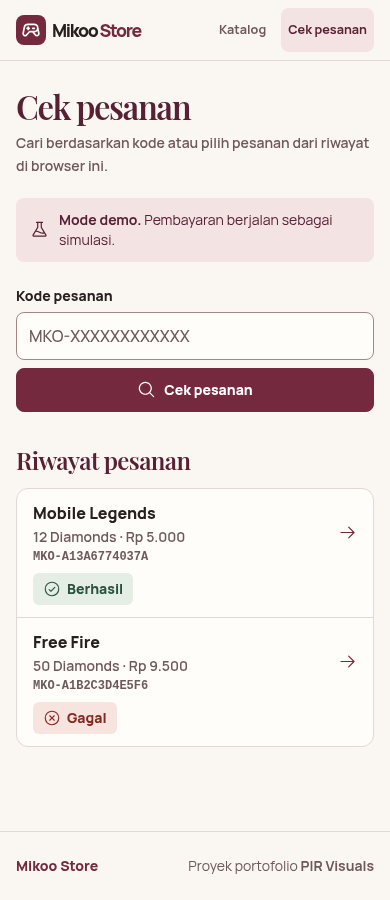 Mikoo Store
Katalog
Cek pesanan
Cek pesanan
Cari berdasarkan kode atau pilih pesanan dari riwayat
di browser ini.
Mode demo. Pembayaran berjalan sebagai
simulasi.
Kode pesanan
MKO-XXXXXXXXXXXX
Cek pesanan
Riwayat pesanan
Mobile Legends
12 Diamonds · Rp 5.000
MKO-A13A6774037A
Berhasil
Free Fire
50 Diamonds · Rp 9.500
MKO-A1B2C3D4E5F6
Gagal
Mikoo Store
Proyek portofolio PIR Visuals